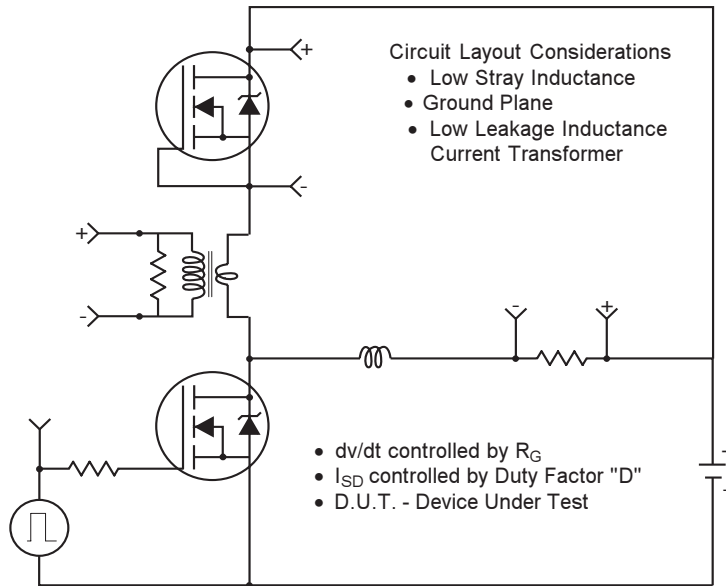 +
Circuit Layout Considerations
• Low Stray Inductance
• Ground Plane
• Low Leakage Inductance
Current Transformer
-
+
-
- +
• dv/dt controlled by RG
• ISD controlled by Duty Factor "D"
• D.U.T. - Device Under Test